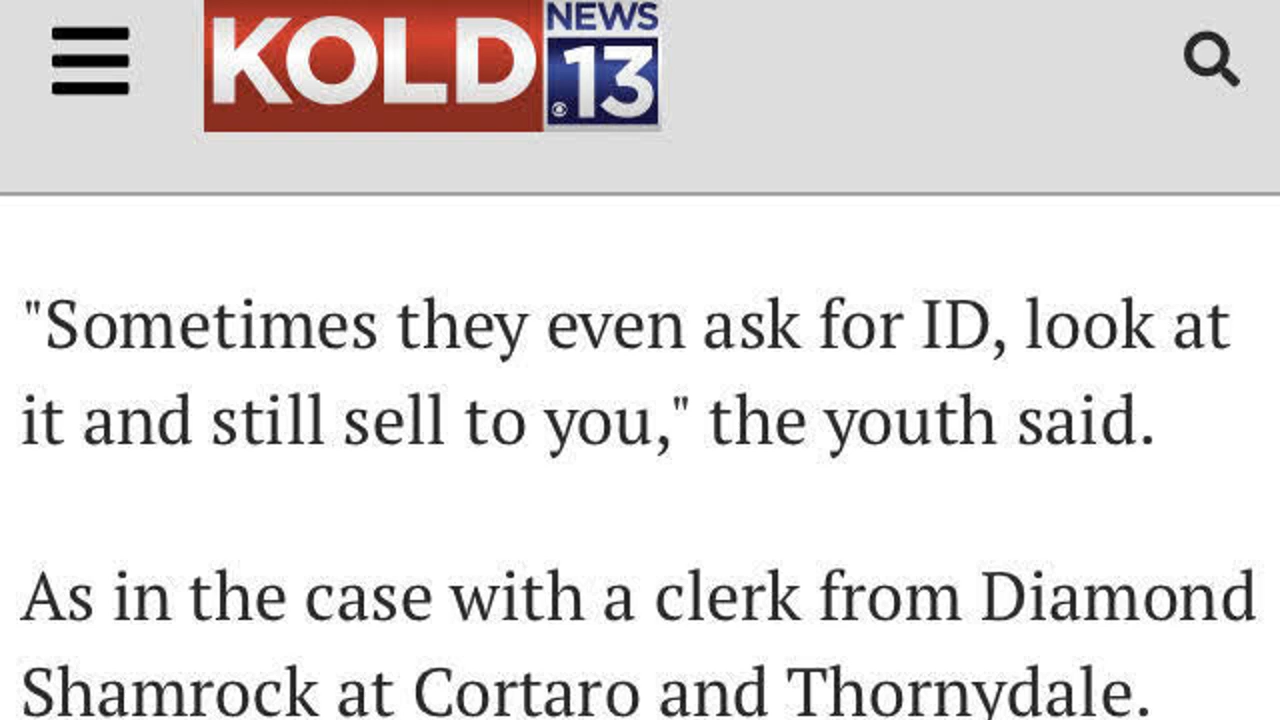 KOLD NEWS 13
"Sometimes they even ask for ID, look at
it and still sell to you," the youth said.
As in the case with a clerk from Diamond
Shamrock at Cortaro and Thornydale.